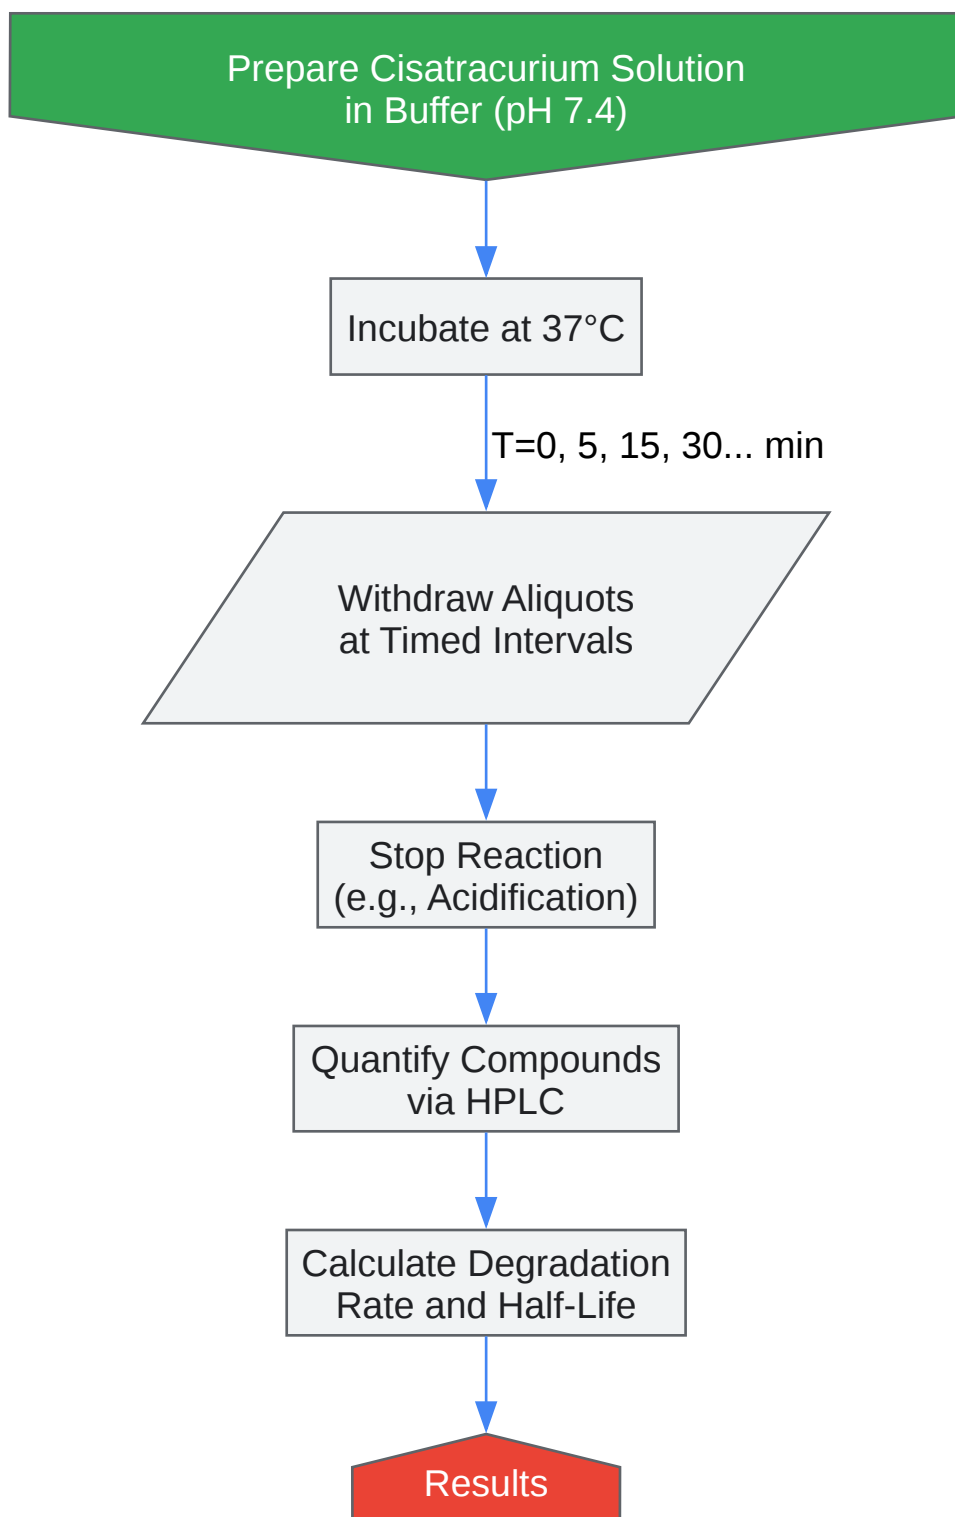 Prepare Cisatracurium Solution
in Buffer (pH 7.4)
Incubate at 37°C
T=0, 5, 15, 30... min
Withdraw Aliquots
at Timed Intervals
Stop Reaction
(e.g., Acidification)
Quantify Compounds
via HPLC
Calculate Degradation
Rate and Half-Life
Results